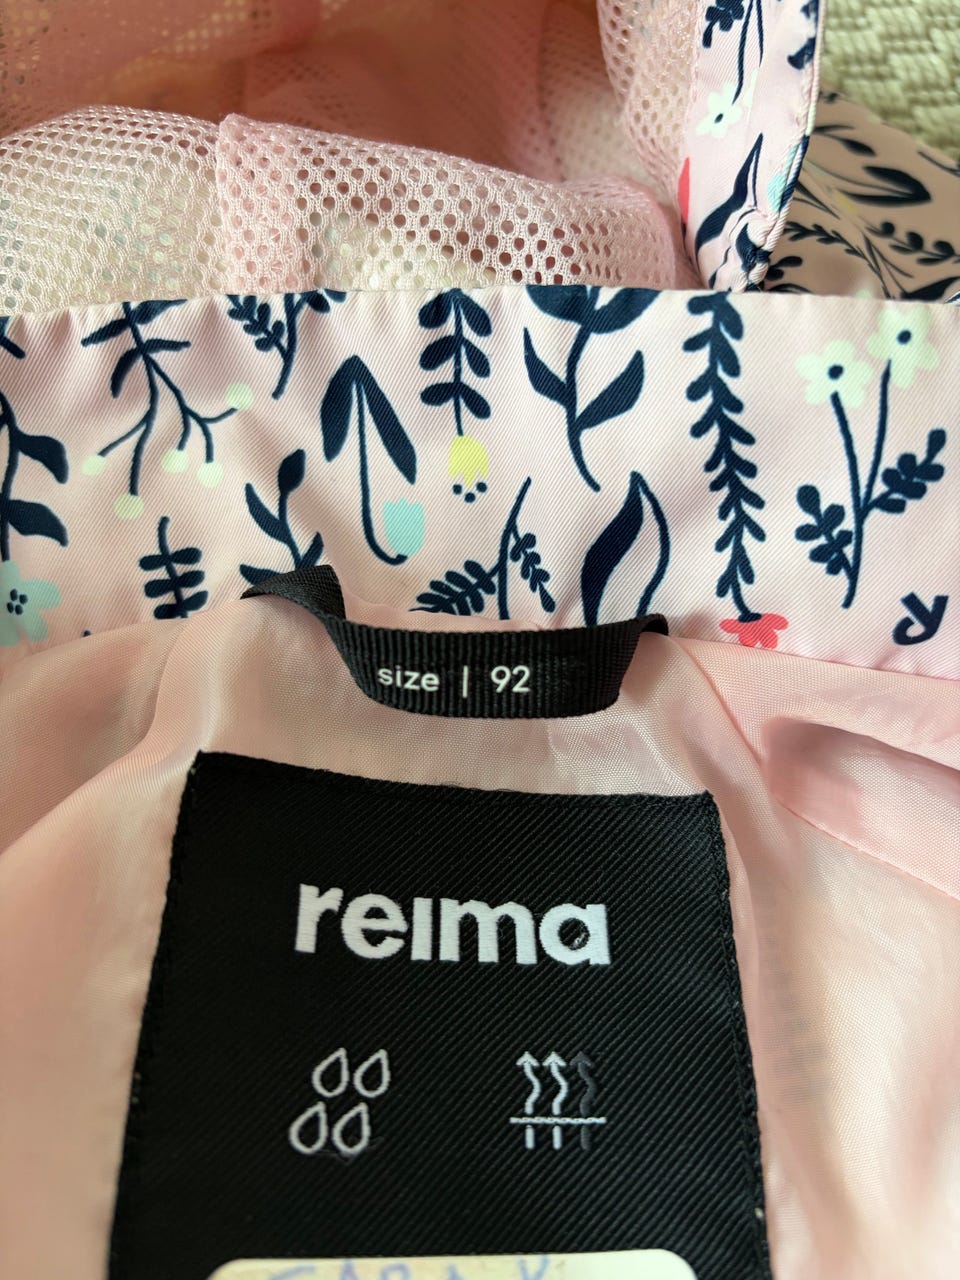 size | 92
reima